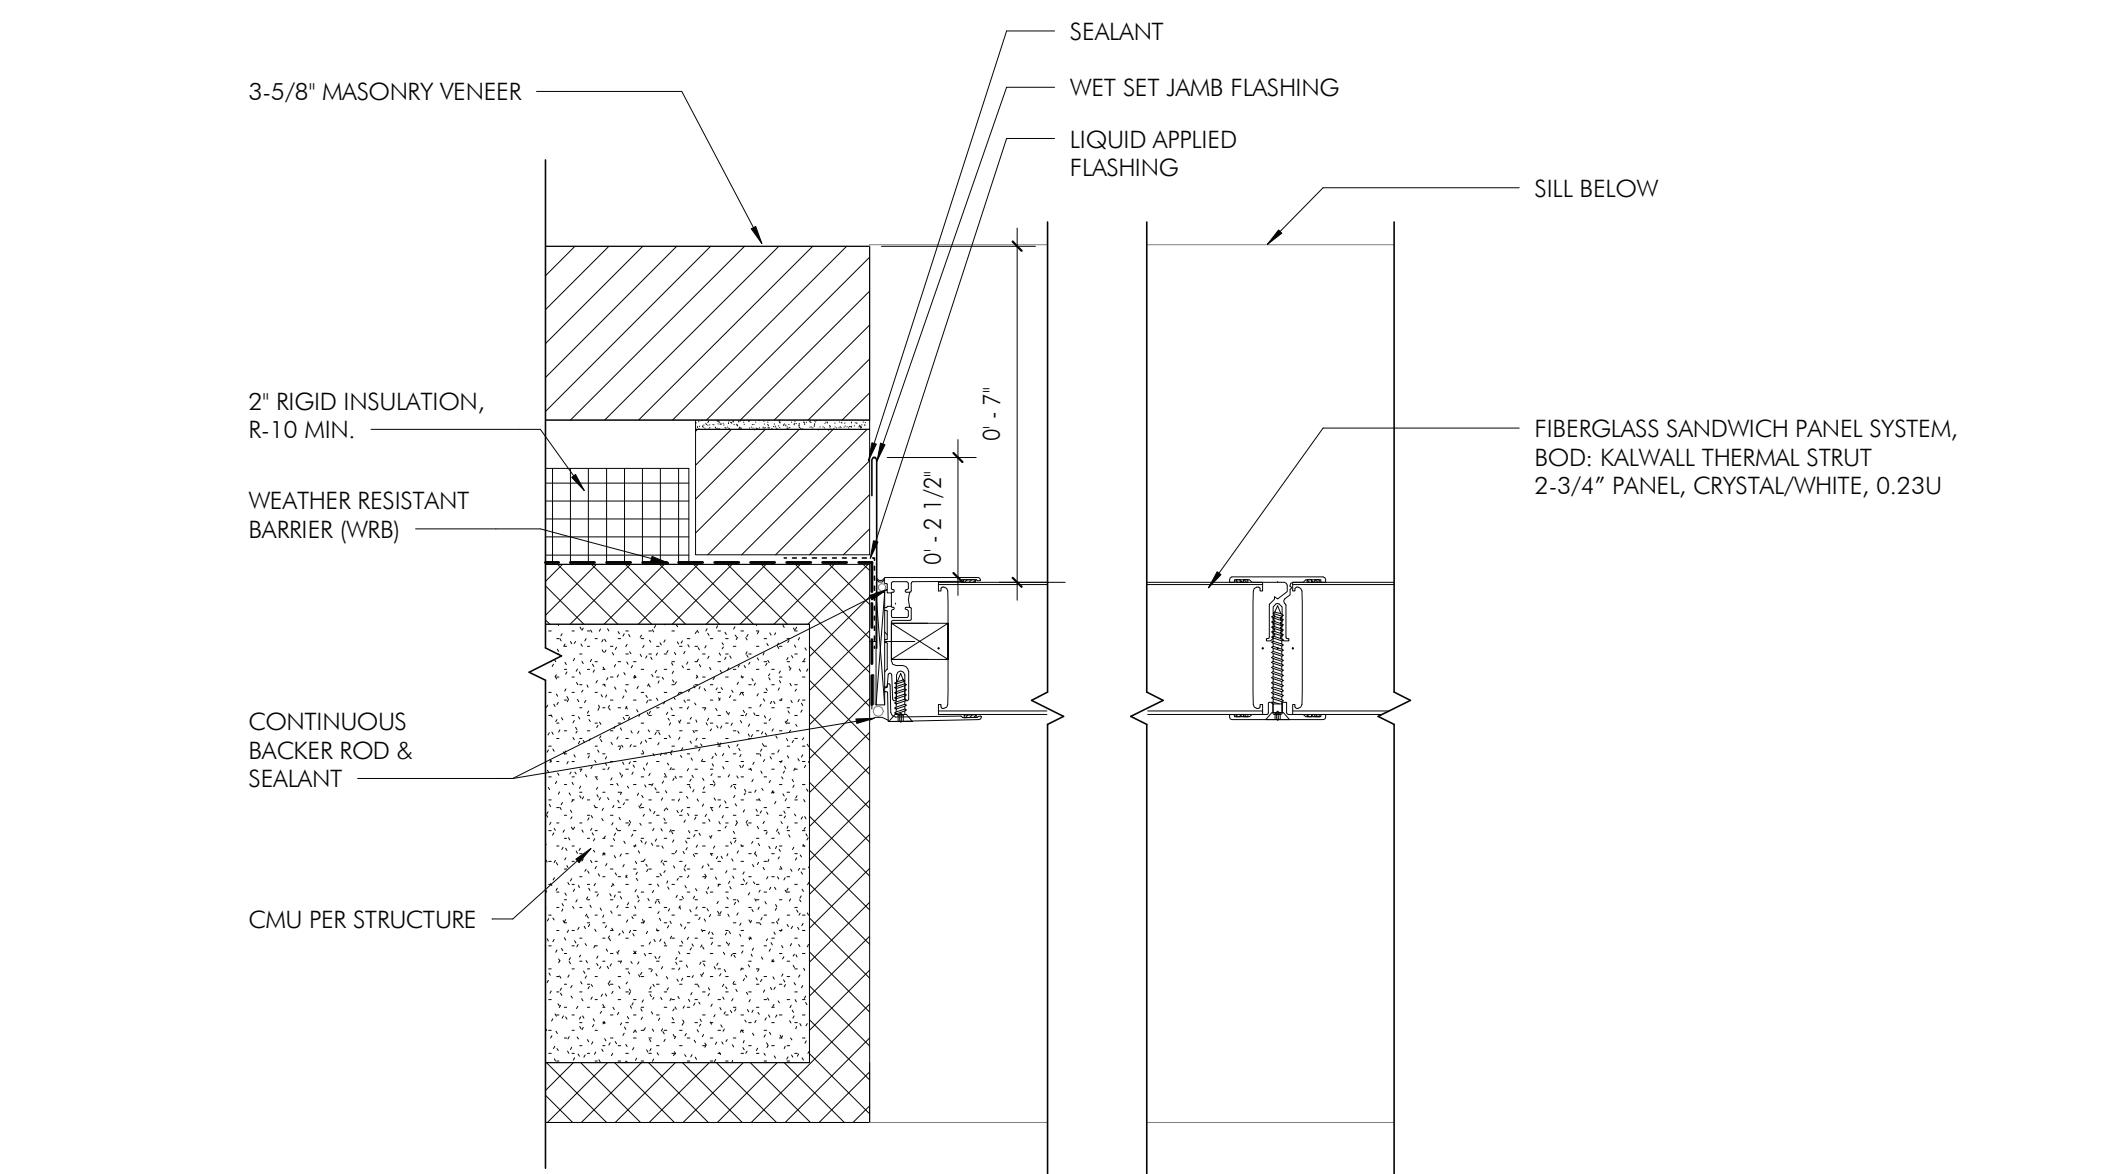 SEALANT
3-5/8" MASONRY VENEER
WET SET JAMB FLASHING
LIQUID APPLIED
FLASHING
SILL BELOW
2" RIGID INSULATION,
R-10 MIN.
0' - 7"
FIBERGLASS SANDWICH PANEL SYSTEM,
BOD: KALWALL THERMAL STRUT
2-3/4” PANEL, CRYSTAL/WHITE, 0.23U
WEATHER RESISTANT
BARRIER (WRB)
0' - 2 1/2"
CONTINUOUS
BACKER ROD &
SEALANT
CMU PER STRUCTURE